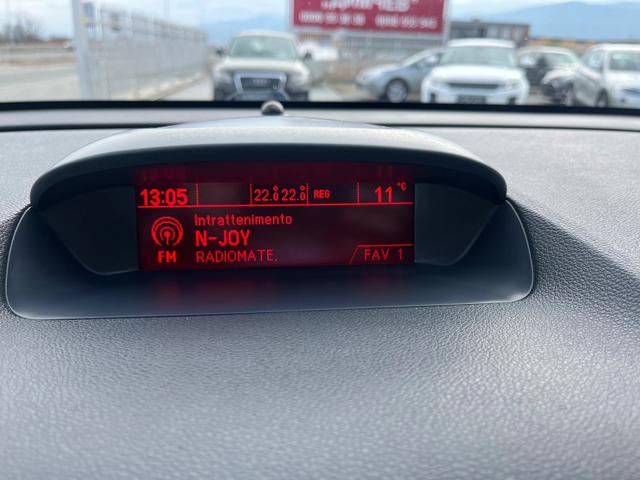 13:05 22.0° 22.0° REG 11°C
Intrattenimento
N-JOY
FM RADIOMATE, FAV 1